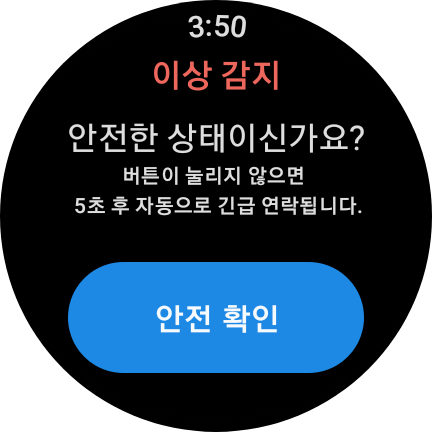 3:50
이상 감지
안전한 상태이신가요?
버튼이 눌리지 않으면
5초 후 자동으로 긴급 연락됩니다.
안전 확인